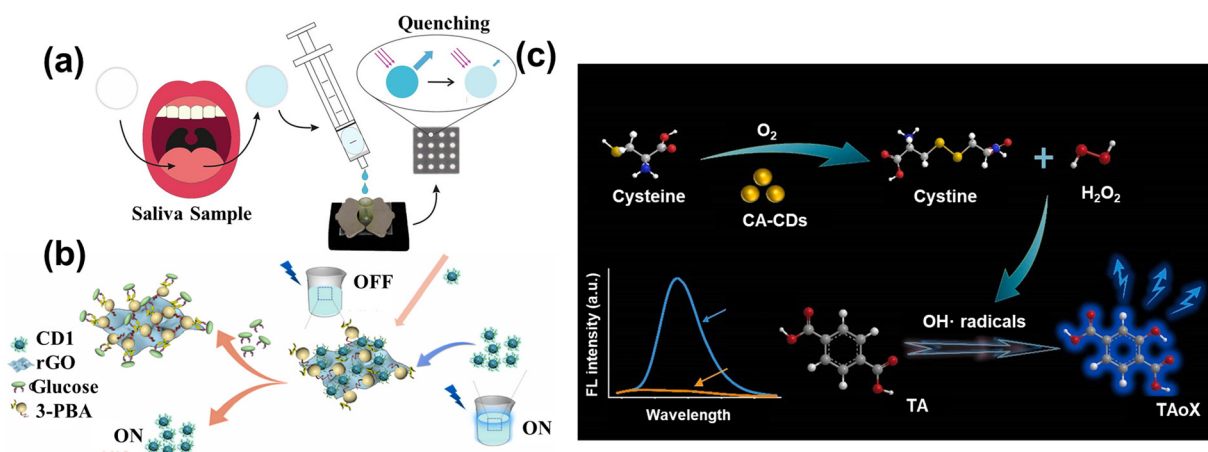 (a)
Quenching
Saliva Sample
(b)
OFF
CD1
rGO
Glucose
3-PBA
ON
ON
(c)
O₂
Cysteine
CA-CDs
Cystine
+
H₂O₂
FL intensity (a.u.)
Wavelength
TA
OH· radicals
TAoX